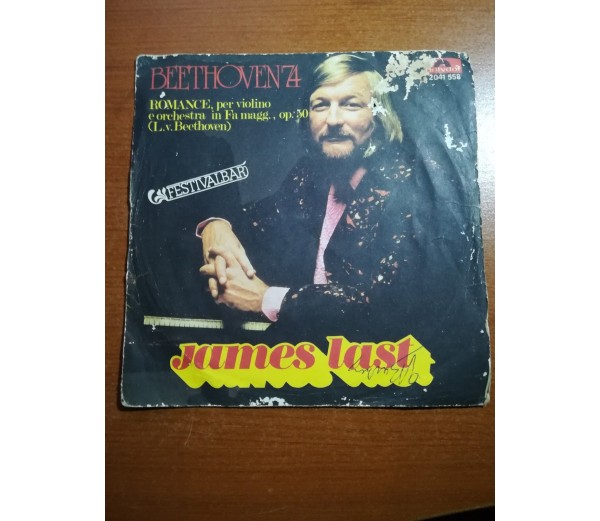 BEETHOVEN 74
ROMANCE, per violino
e orchestra in Fa magg., op. 50
(L.v. Beethoven)
2041 558
FESTIVALBAR
james last